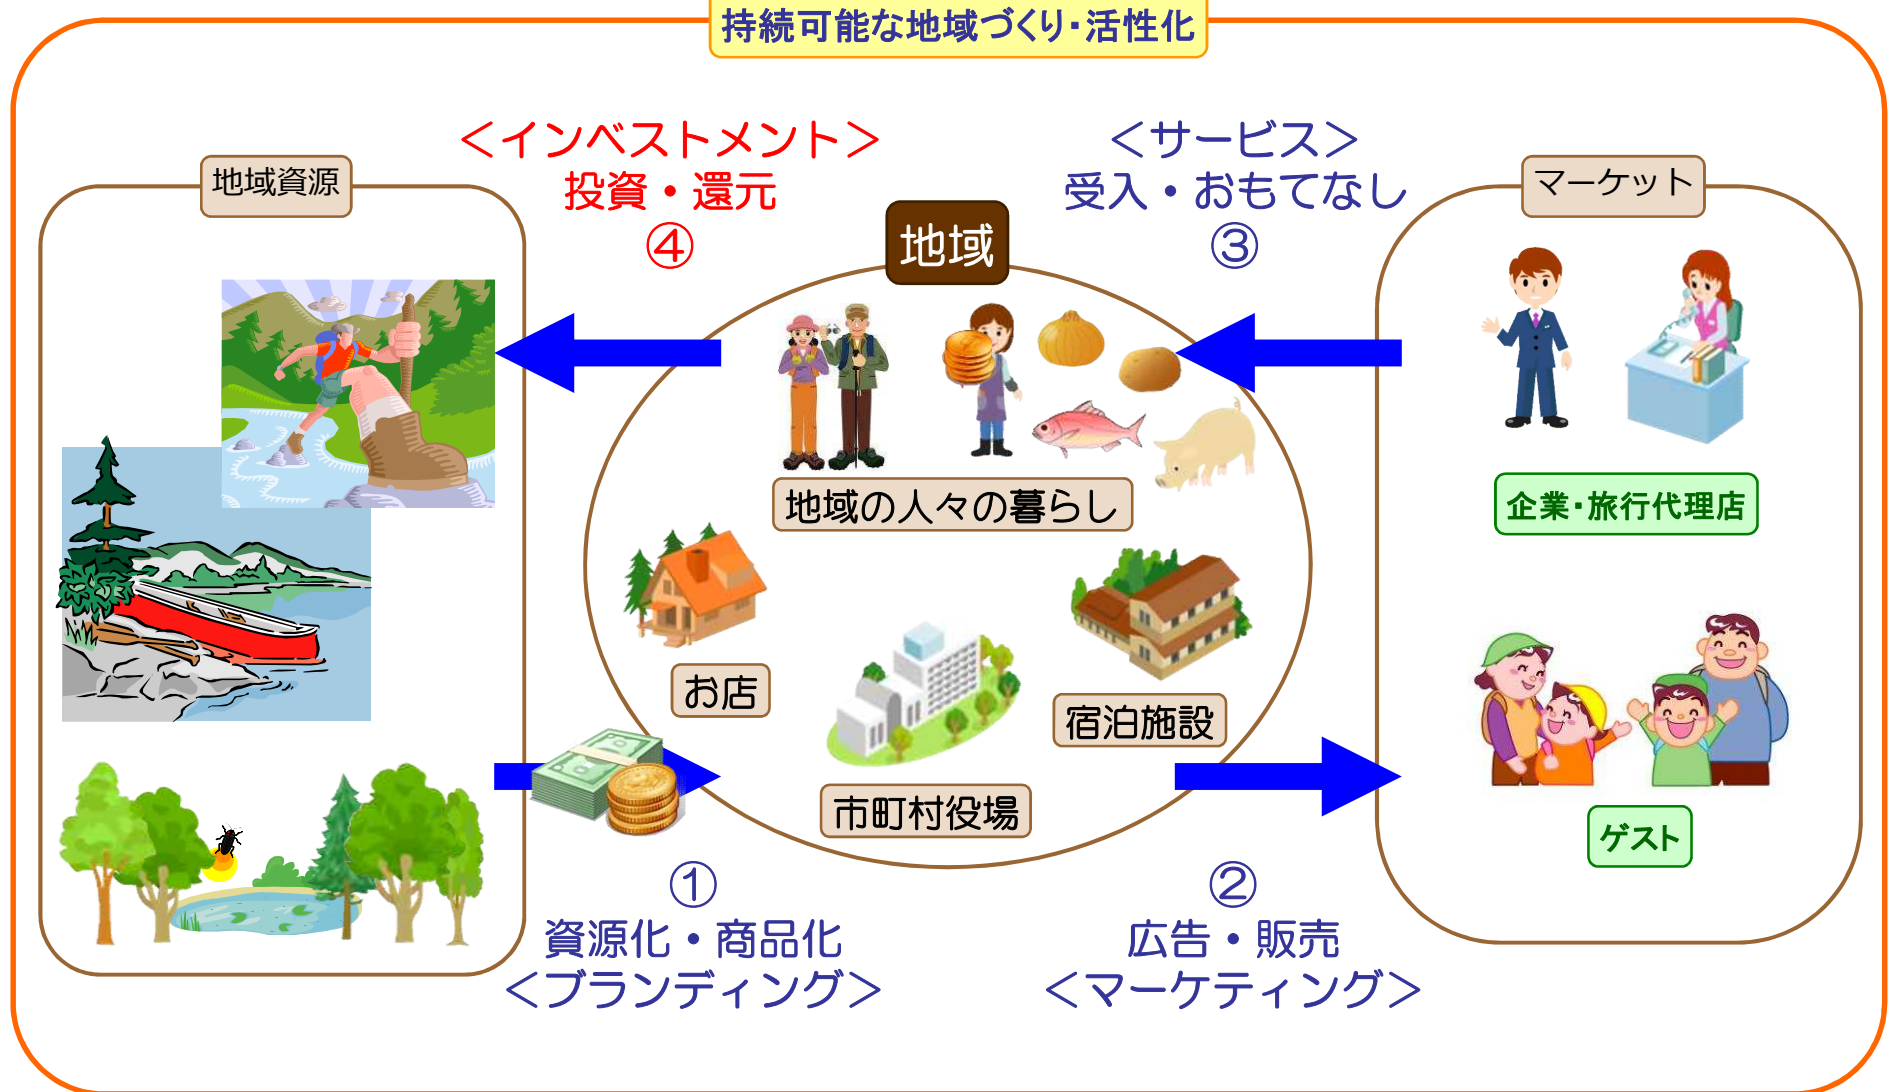 持続可能な地域づくり・活性化
<インベストメント>
投資・還元
④
<サービス>
受入・おもてなし
③
地域資源
地域
マーケット
地域の人々の暮らし
お店
宿泊施設
市町村役場
企業・旅行代理店
ゲスト
①
資源化・商品化
<ブランディング>
②
広告・販売
<マーケティング>